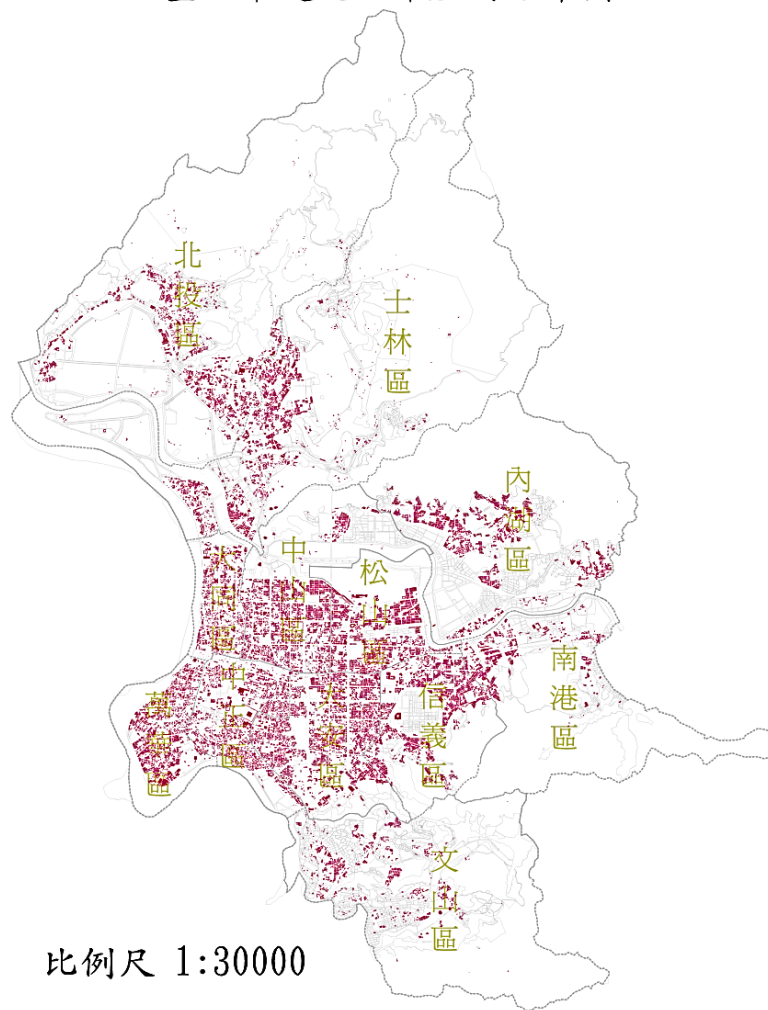 北投區
士林區
內湖區
中山區
大同區
松山區
南港區
信義區
大安區
中正區
萬華區
文山區
比例尺 1:30000